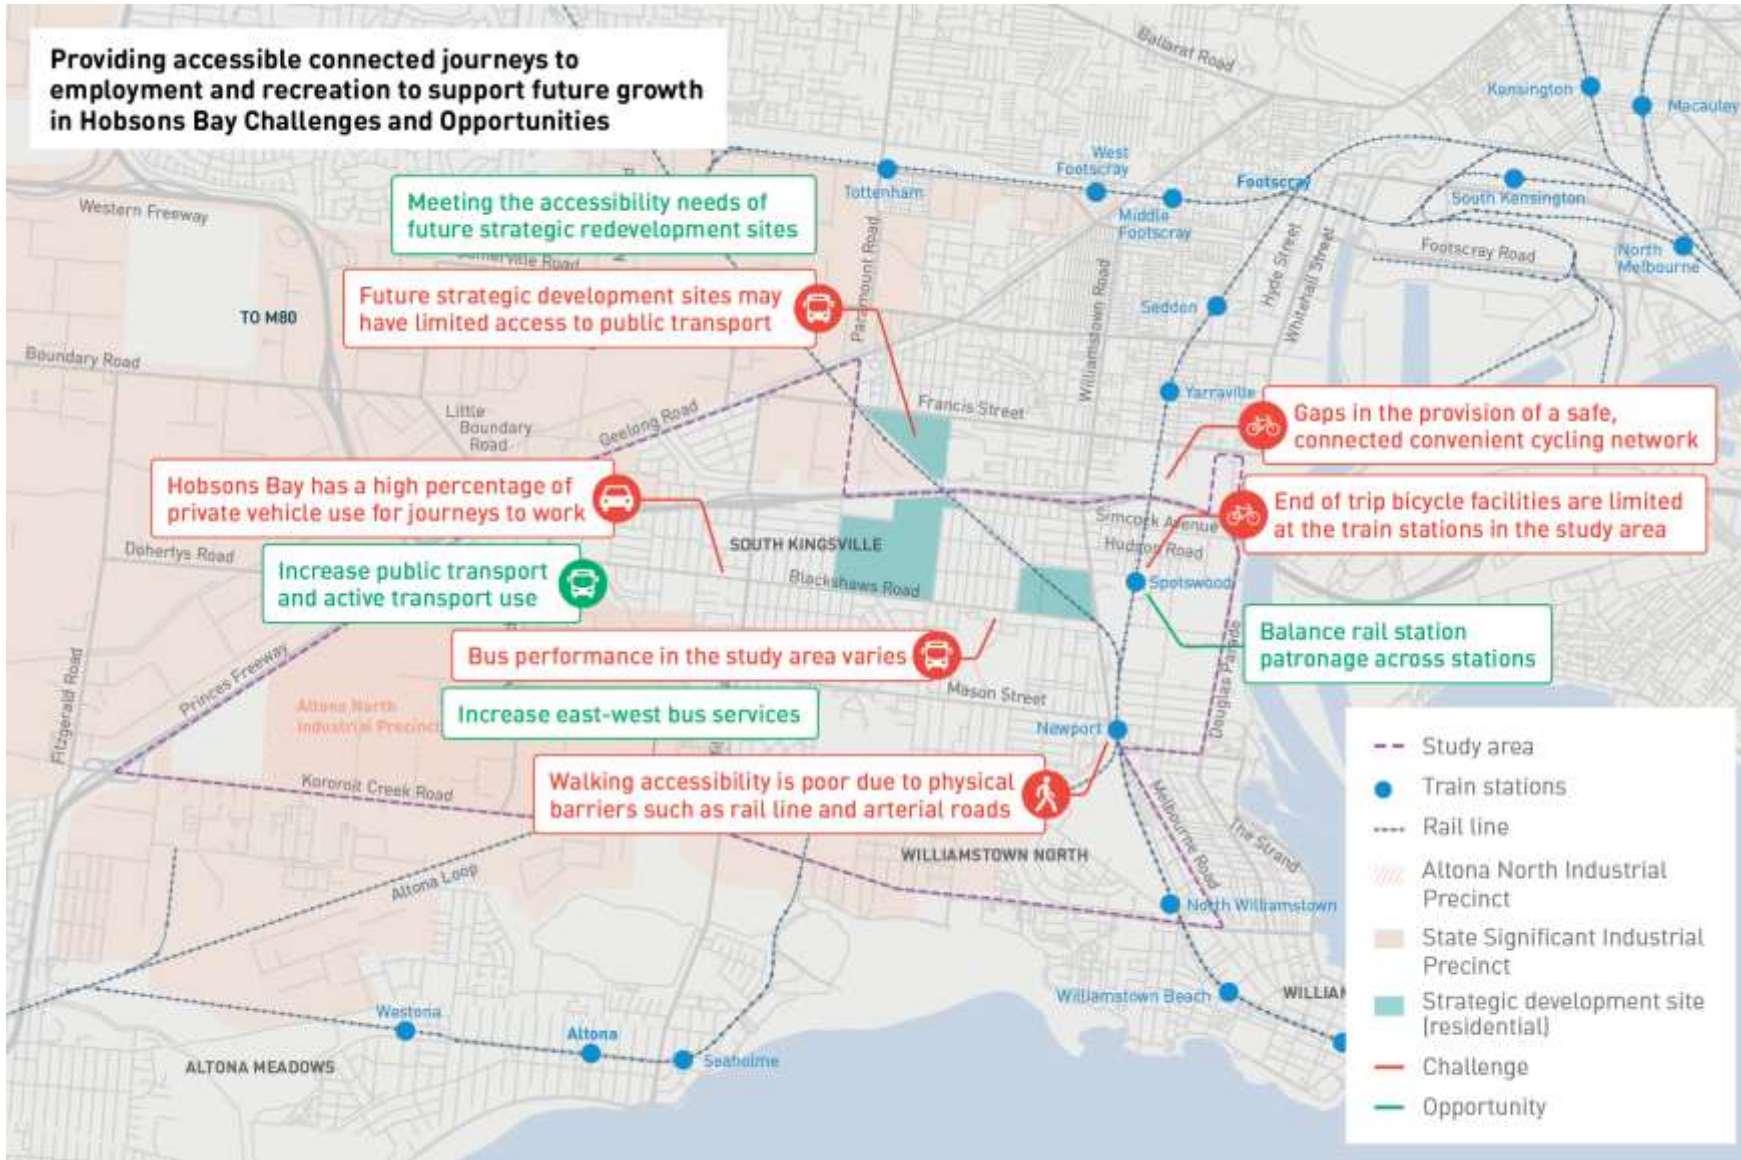 Providing accessible connected journeys to
employment and recreation to support future growth
in Hobsons Bay Challenges and Opportunities
Ballarat Road
Kensington
Macauley
West
Footscray
Tottenham
Middle
Footscray
Footscray
South Kensington
North
Melbourne
Footscray Road
Western Freeway
Meeting the accessibility needs of
future strategic redevelopment sites
Somerville Road
Paramount Road
Williamstown Road
Hyde Street
Whitehall Street
Future strategic development sites may
have limited access to public transport
TO M80
Seddon
Boundary Road
Yarraville
Little
Boundary
Road
Geelong Road
Francis Street
Gaps in the provision of a safe,
connected convenient cycling network
Hobsons Bay has a high percentage of
private vehicle use for journeys to work
End of trip bicycle facilities are limited
at the train stations in the study area
Simcock Avenue
Hudson Road
SOUTH KINGSVILLE
Dohertys Road
Blackshaws Road
Spotswood
Increase public transport
and active transport use
Balance rail station
patronage across stations
Bus performance in the study area varies
Princes Freeway
Fitzgerald Road
Douglas Parade
Mason Street
Altona North
Industrial Precinct
Increase east-west bus services
Newport
Kororoit Creek Road
Walking accessibility is poor due to physical
barriers such as rail line and arterial roads
Melbourne Road
The Strand
WILLIAMSTOWN NORTH
Altona Loop
North Williamstown
Williamstown Beach
WILLIAM
Westona
Altona
Seaholme
ALTONA MEADOWS
Study area
Train stations
Rail line
Altona North Industrial
Precinct
State Significant Industrial
Precinct
Strategic development site
(residential)
Challenge
Opportunity